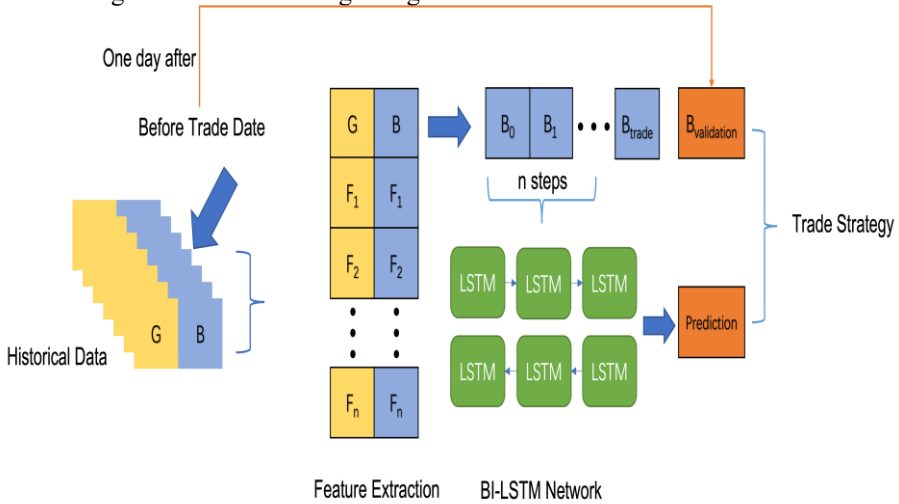 One day after
Before Trade Date
G B
F1 F1
F2 F2
Fn Fn
B0 B1 ••• Btrade
Bvalidation
n steps
LSTM LSTM LSTM
LSTM LSTM LSTM
Prediction
Trade Strategy
G B
Historical Data
Feature Extraction
BI-LSTM Network